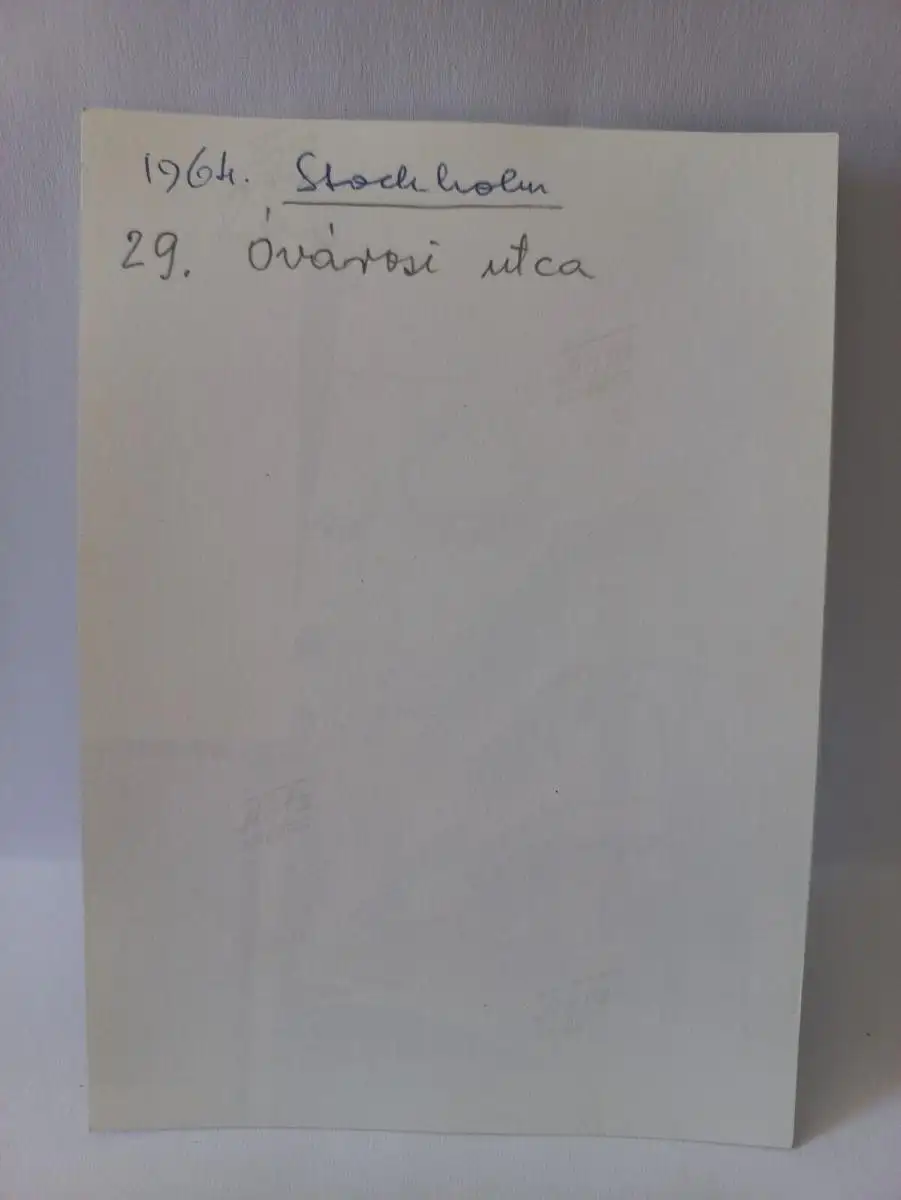 1964. Stockholm
29. Óvárosi utca